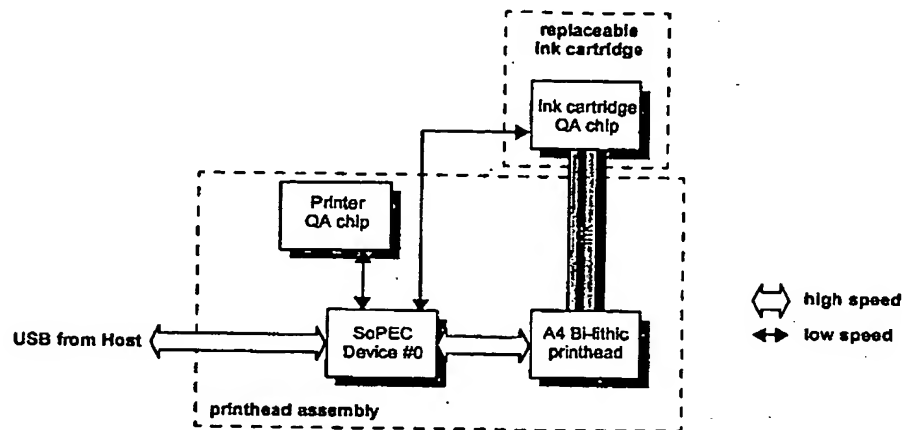 replaceable
ink cartridge
Ink cartridge
QA chip
Printer
QA chip
ink
USB from Host
SoPEC
Device #0
A4 Bi-lithic
printhead
high speed
low speed
printhead assembly